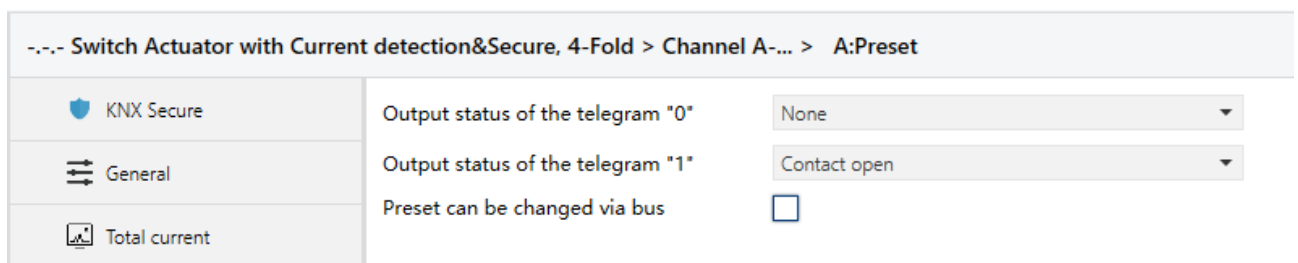 -.-.- Switch Actuator with Current detection&Secure, 4-Fold > Channel A-... > A:Preset
KNX Secure
Output status of the telegram "0" None
General
Output status of the telegram "1" Contact open
Preset can be changed via bus
Total current